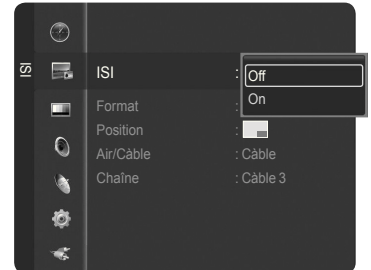 ISI
ISI : Off
On
Format :
Position :
Air/Càble : Càble
Chaîne : Càble 3